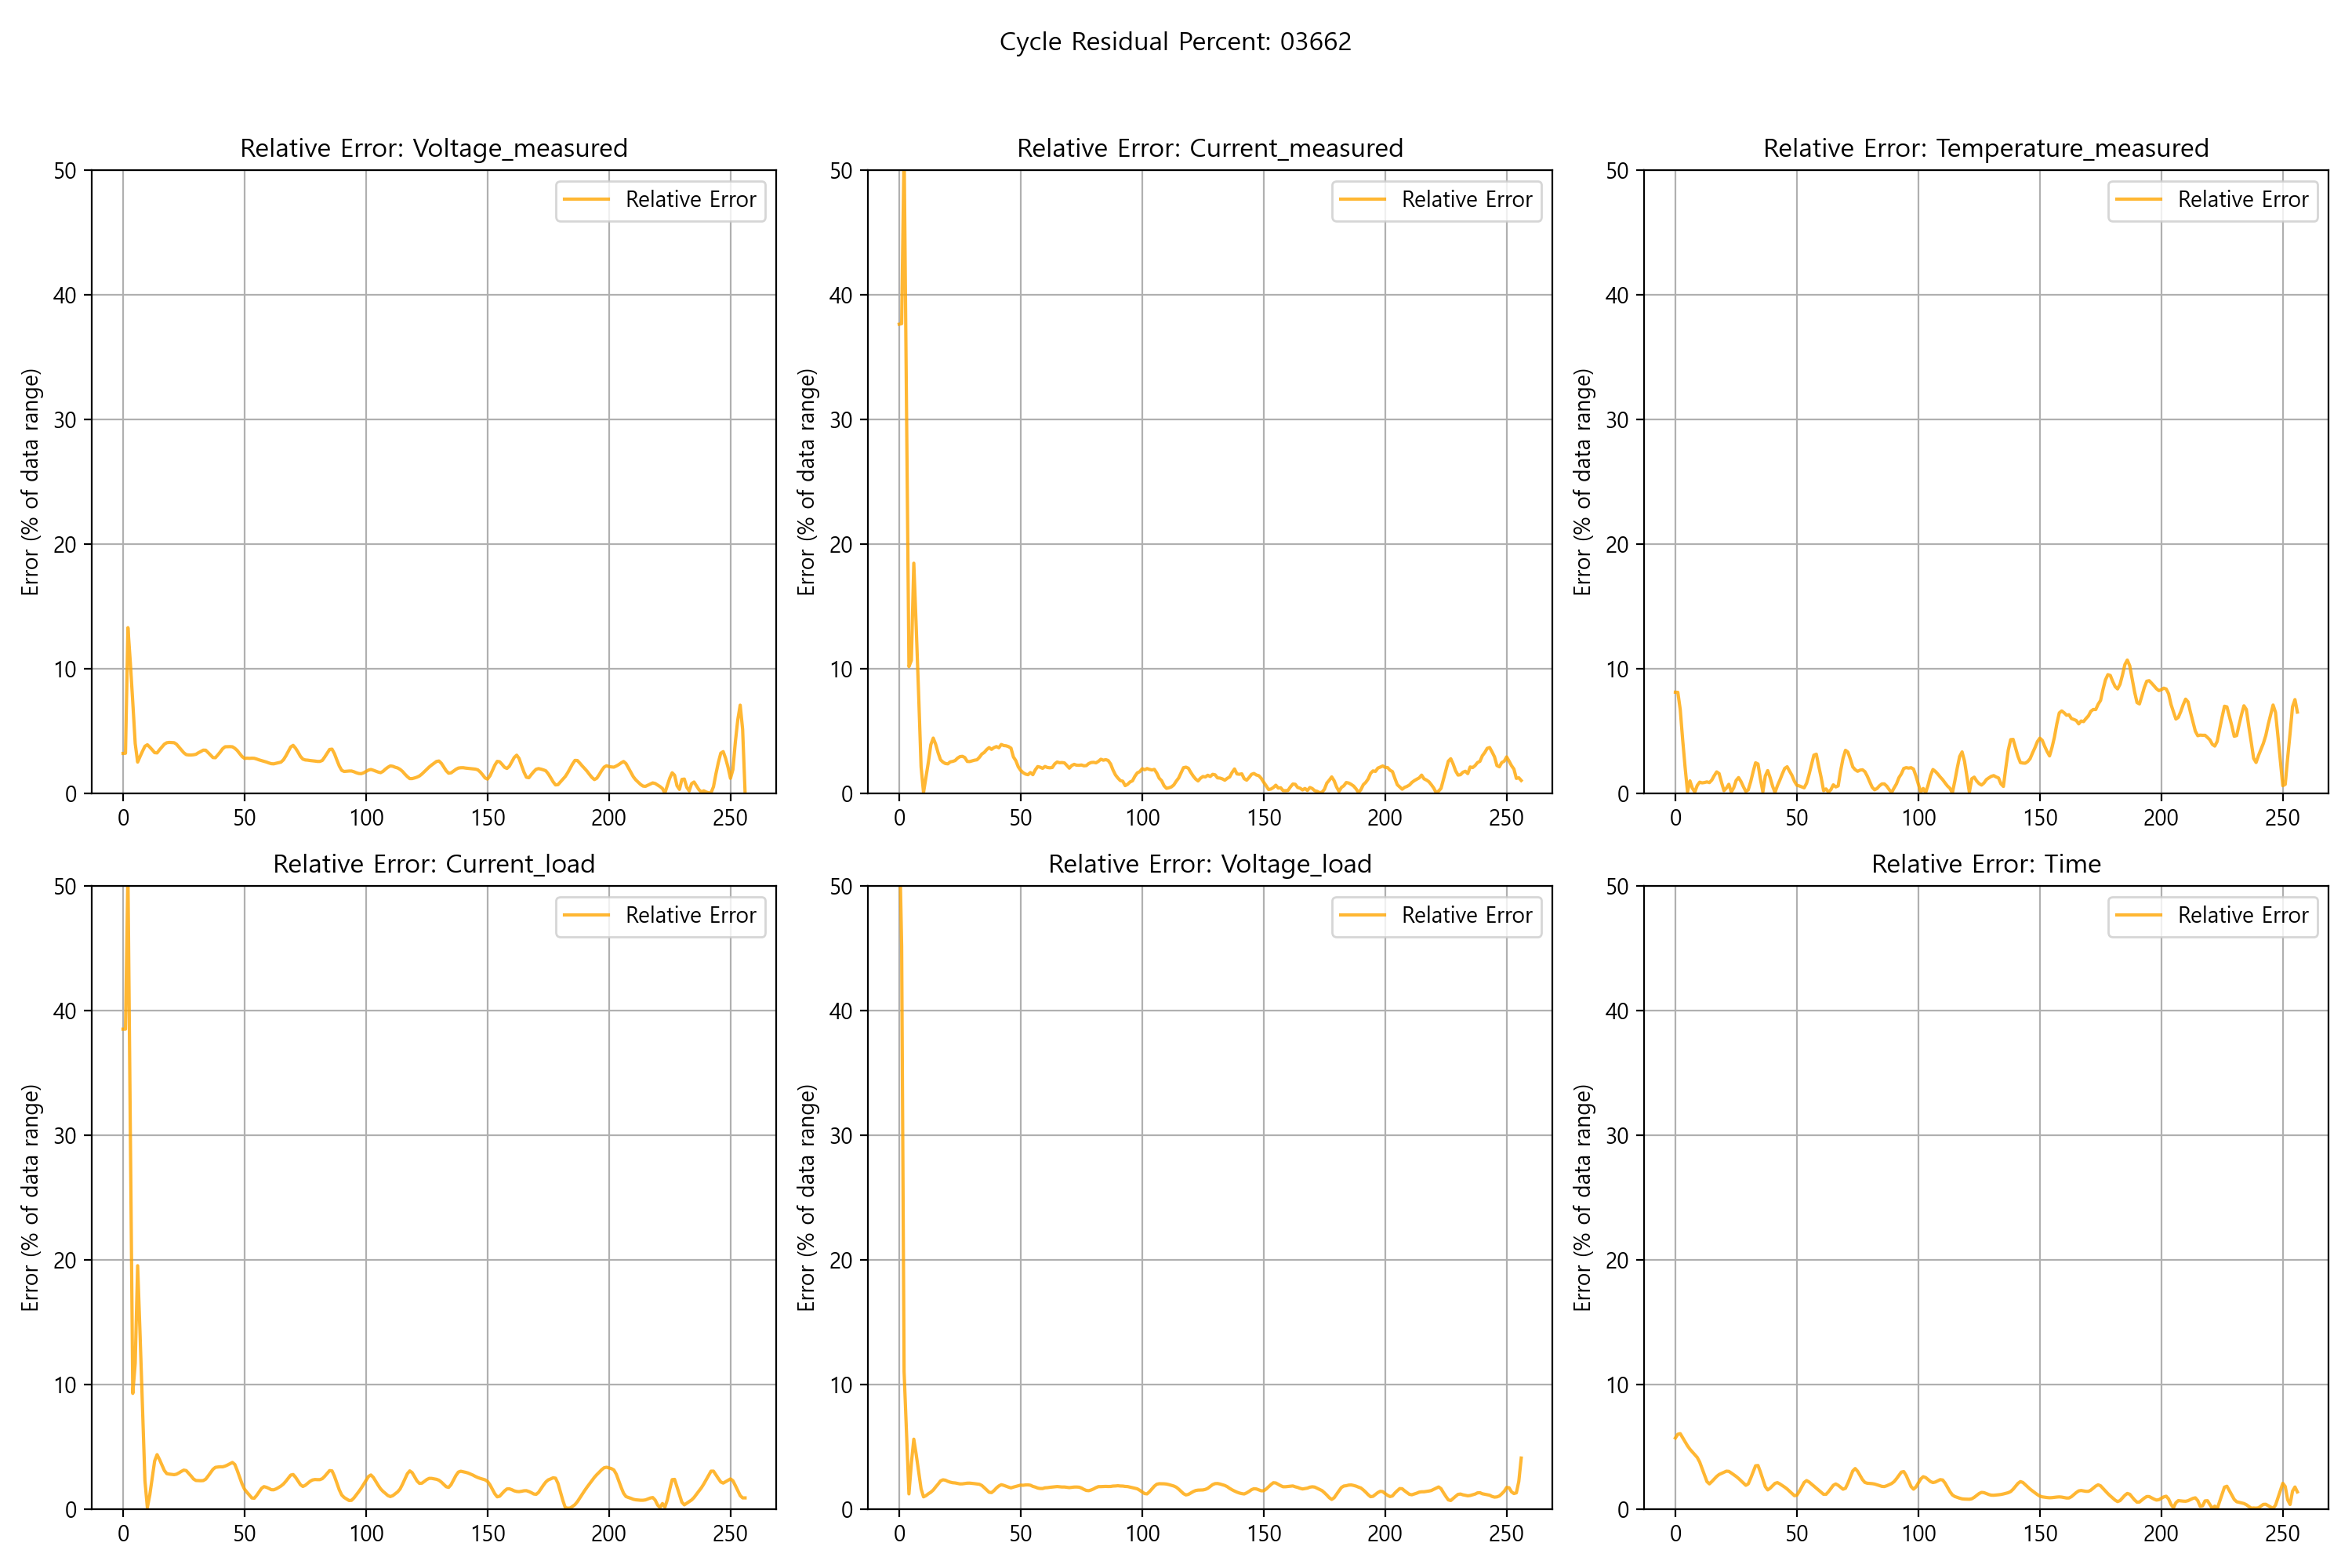 Cycle Residual Percent: 03662
Relative Error: Voltage_measured
Relative Error: Current_measured
Relative Error: Temperature_measured
Error (% of data range)
50
40
30
20
10
0
Relative Error
0 50 100 150 200 250
Error (% of data range)
50
40
30
20
10
0
Relative Error
0 50 100 150 200 250
Error (% of data range)
50
40
30
20
10
0
Relative Error
0 50 100 150 200 250
Relative Error: Current_load
Relative Error: Voltage_load
Relative Error: Time
Error (% of data range)
50
40
30
20
10
0
Relative Error
0 50 100 150 200 250
Error (% of data range)
50
40
30
20
10
0
Relative Error
0 50 100 150 200 250
Error (% of data range)
50
40
30
20
10
0
Relative Error
0 50 100 150 200 250